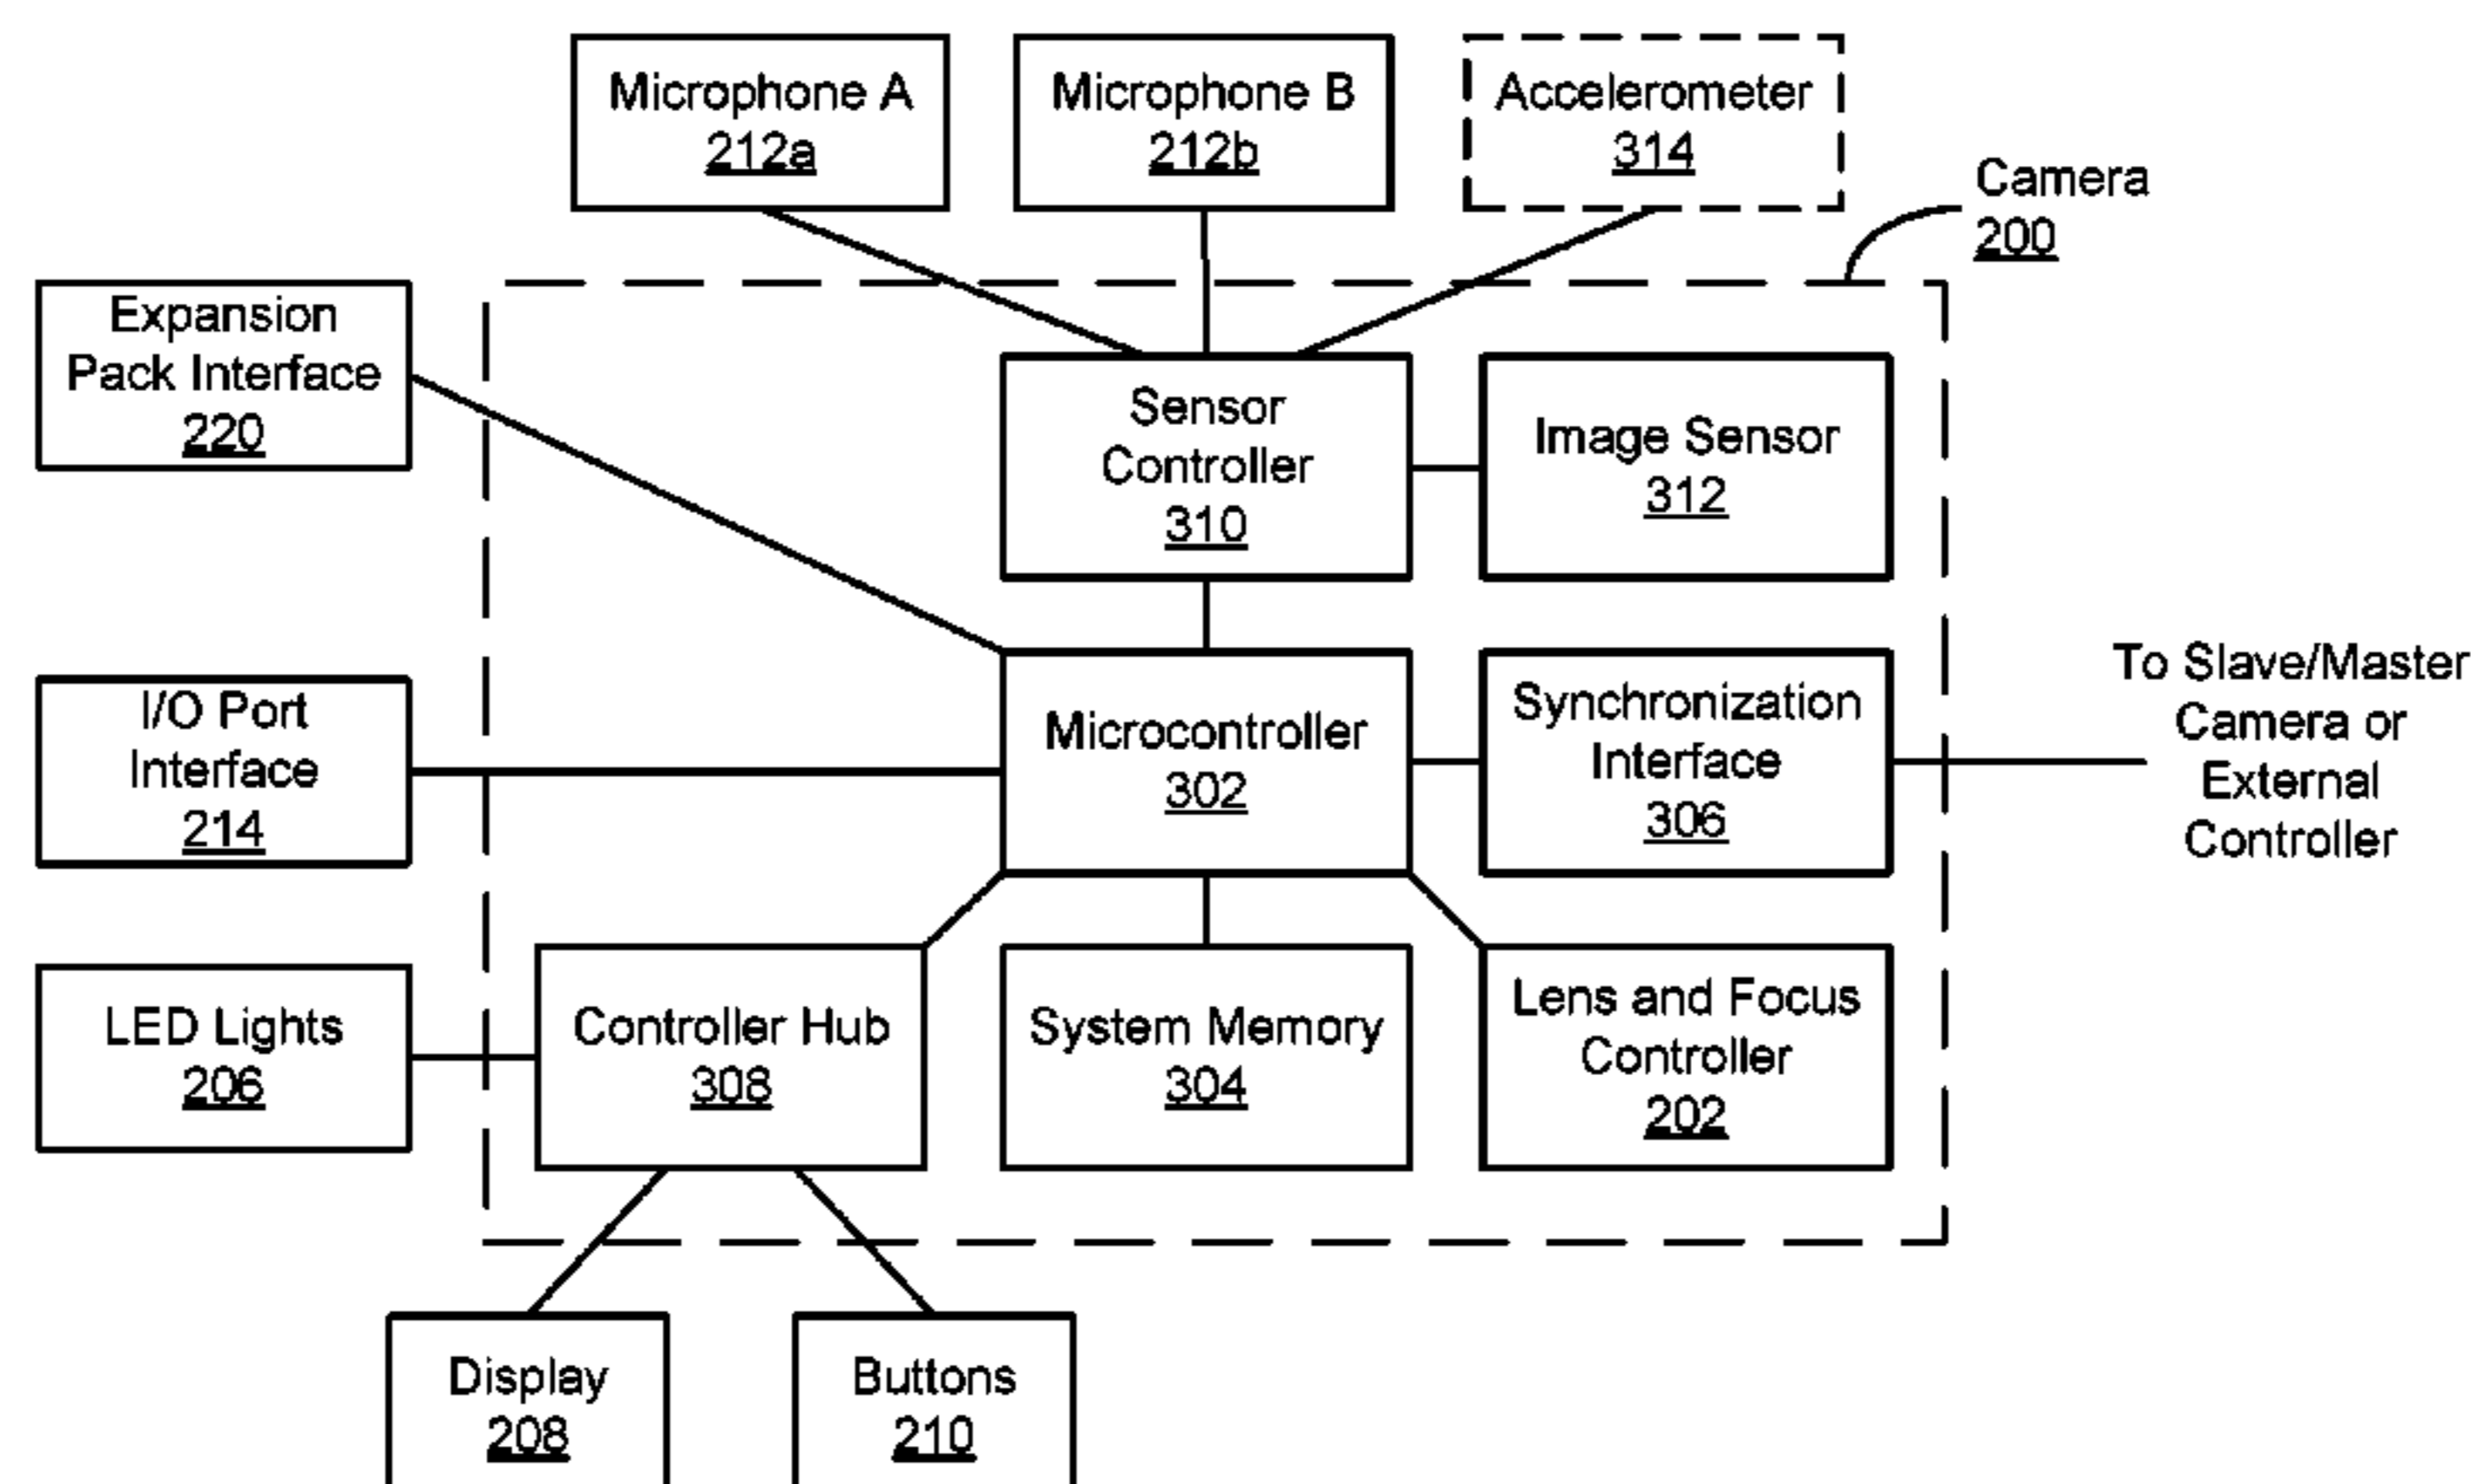 Microphone A
212a
Microphone B
212b
Accelerometer
314
Camera
200
Expansion
Pack Interface
220
Sensor
Controller
310
Image Sensor
312
I/O Port
Interface
214
Microcontroller
302
Synchronization
Interface
306
To Slave/Master
Camera or
External
Controller
LED Lights
206
Controller Hub
308
System Memory
304
Lens and Focus
Controller
202
Display
208
Buttons
210